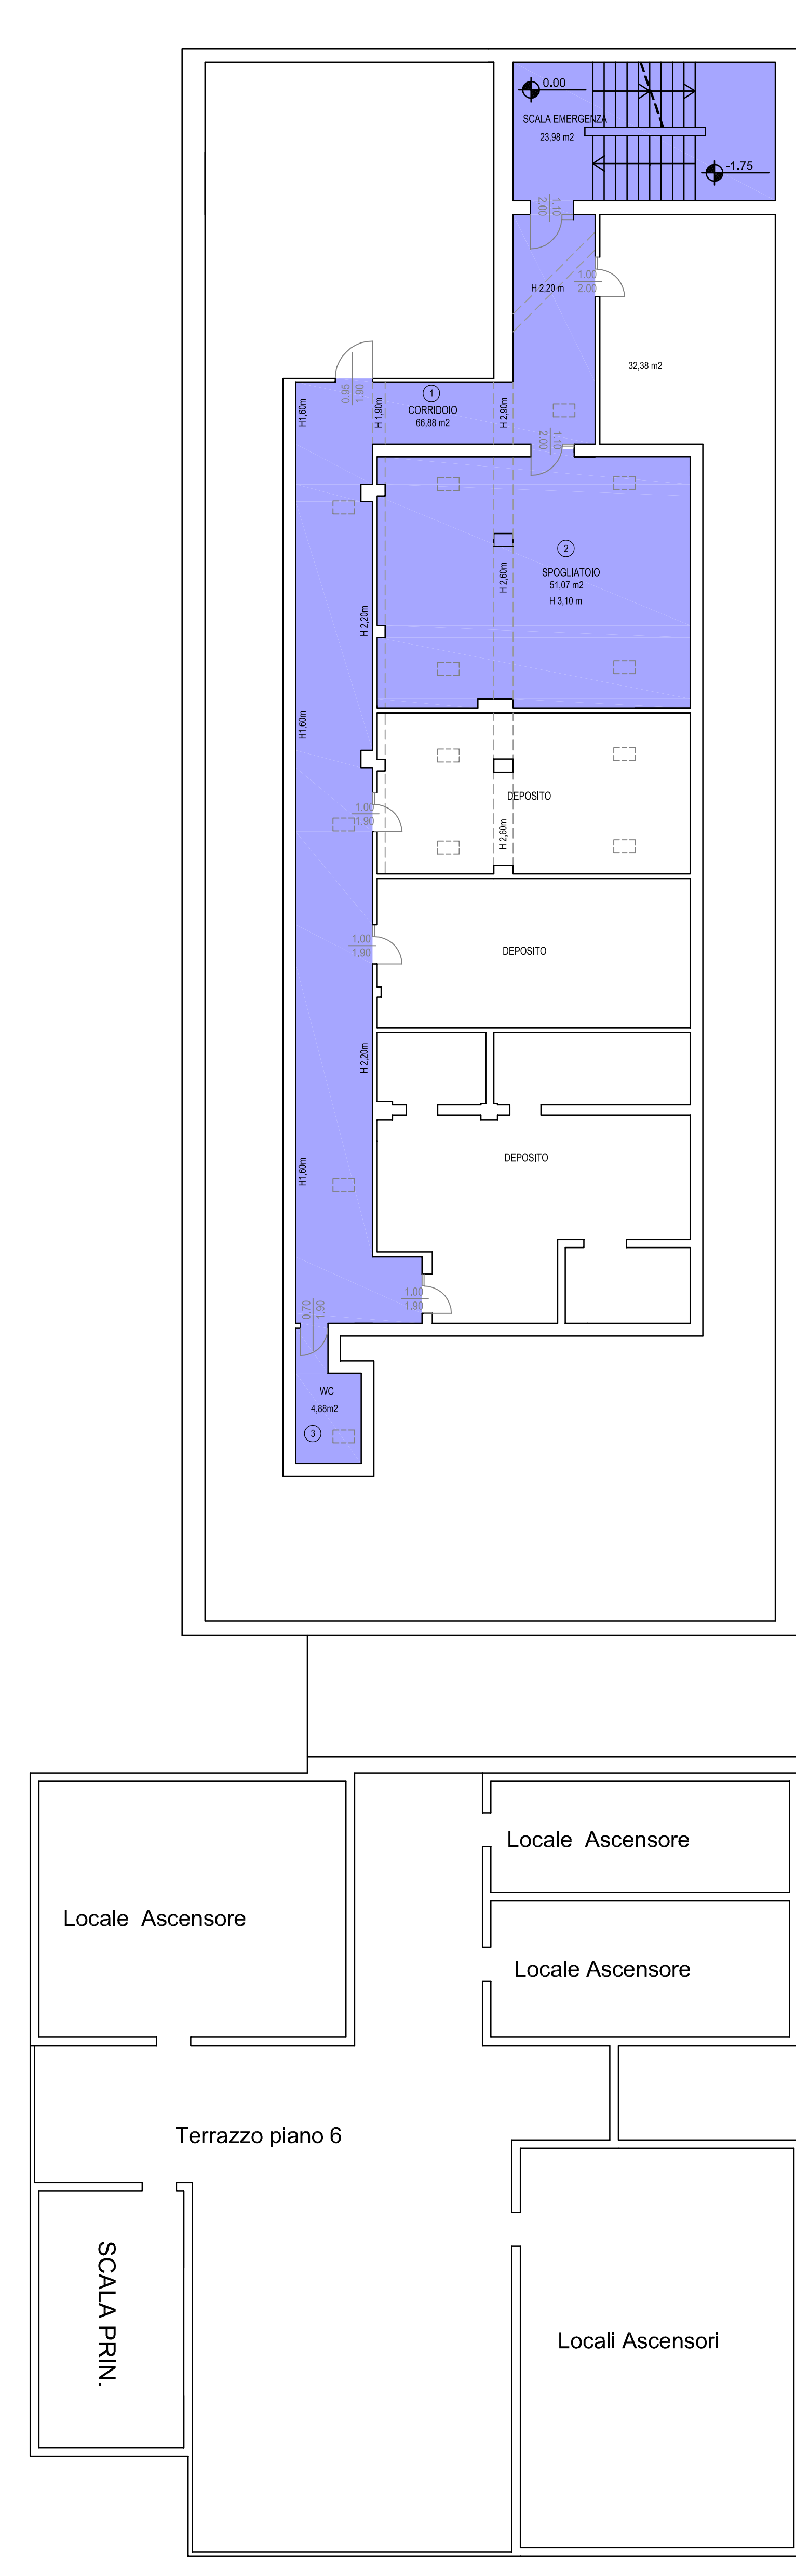 0.00
SCALA EMERGENZA
23,98 m2
-1.75
1.10
2.00
H 2,20 m
1.00
2.00
32,38 m2
0.95
1.90
H1,60m
H 1,90m
1
CORRIDOIO
66,88 m2
H 2,90m
1.10
2.00
2
SPOGLIATOIO
51,07 m2
H 3,10 m
H 2,60m
H 2,20m
H1,60m
1.00
1.90
DEPOSITO
H 2,60m
1.00
1.90
DEPOSITO
H 2,20m
H1,60m
DEPOSITO
1.00
1.90
0.70
1.90
WC
4,88m2
3
Locale Ascensore
Locale Ascensore
Locale Ascensore
Terrazzo piano 6
SCALA PRIN.
Locali Ascensori